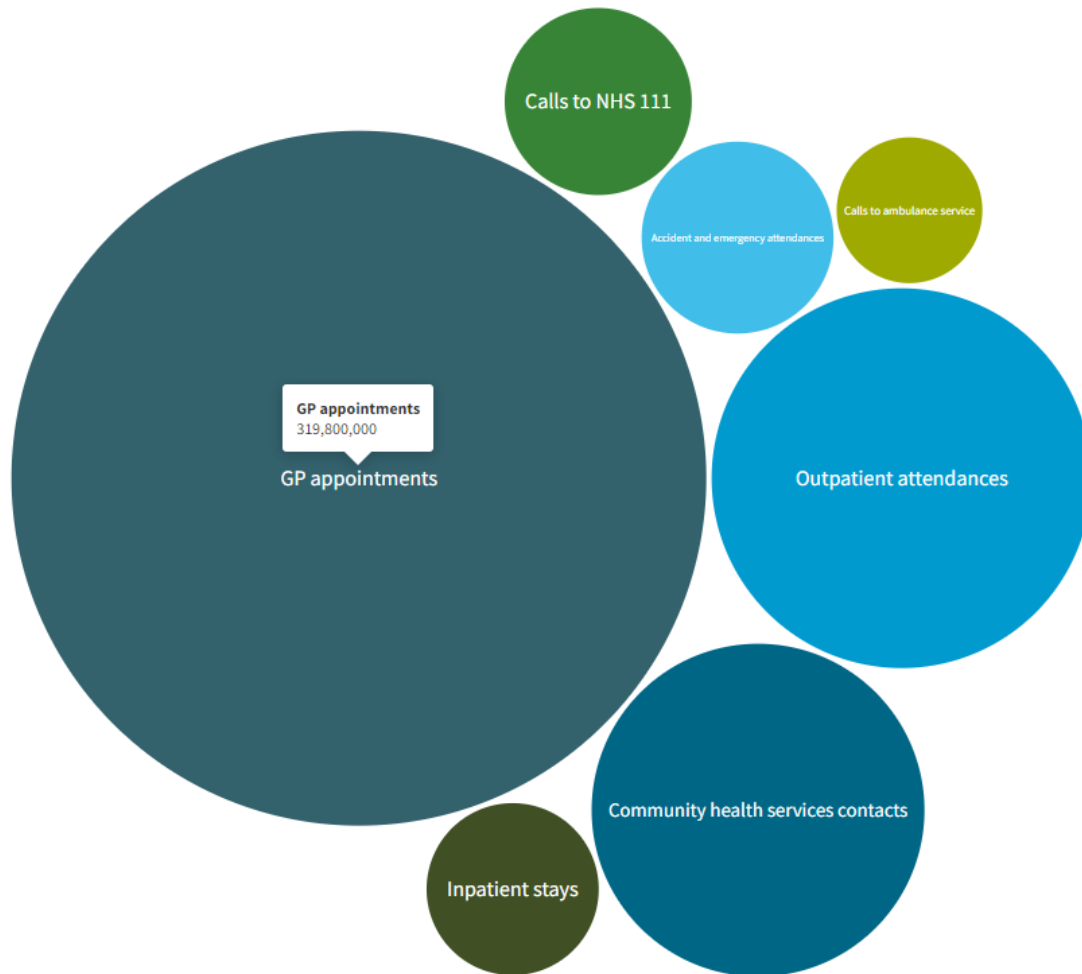 Calls to NHS 111
Calls to ambulance service
Accident and emergency attendances
GP appointments
319,800,000
GP appointments
Outpatient attendances
Community health services contacts
Inpatient stays